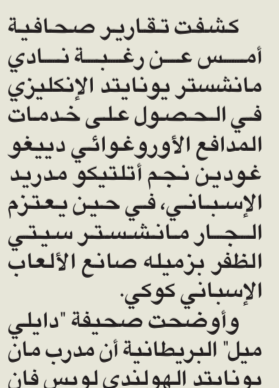 كشفت تقارير صحافية
أمس عن رغبة نادي
مانشستر يونايتد الإنكليزي
في الحصول على خدمات
المدافع الأوروغوائي دييغو
غودين نجم أتلتيكو مدريد
الإسباني، في حين يعتزم
الجار مانشستر سيتي
الظفر بزميله صانع الألعاب
الإسباني كوكي.
وأوضحت صحيفة "دايلي
ميل" البريطانية أن مدرب مان
يونايتد الهولندي لويس فان